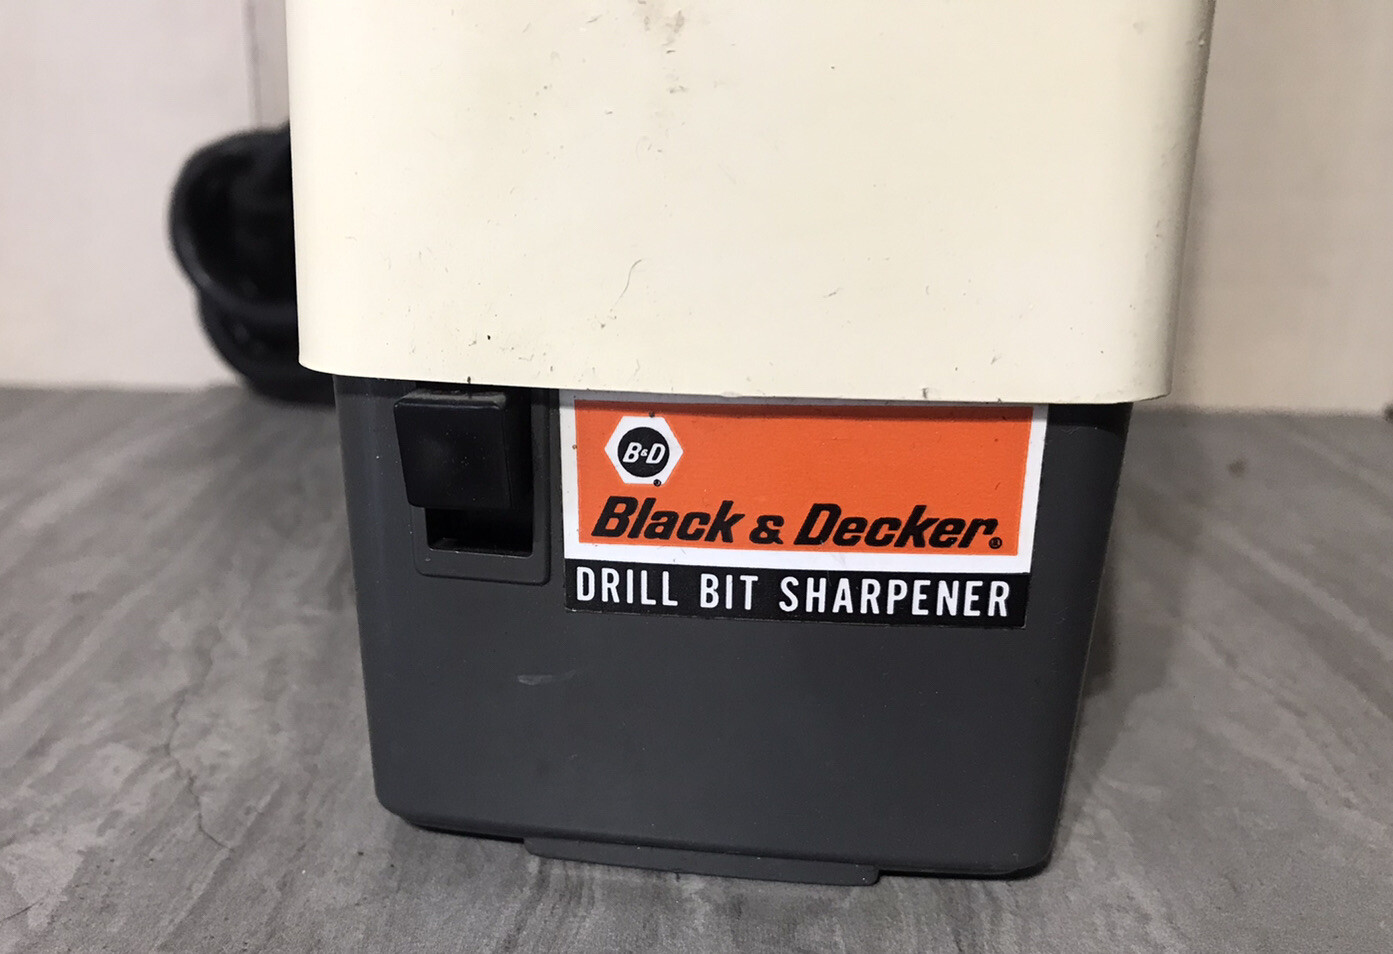 B&D®
Black & Decker®
DRILL BIT SHARPENER